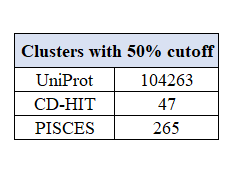 Clusters with 50% cutoff
UniProt 104263
CD-HIT 47
PISCES 265